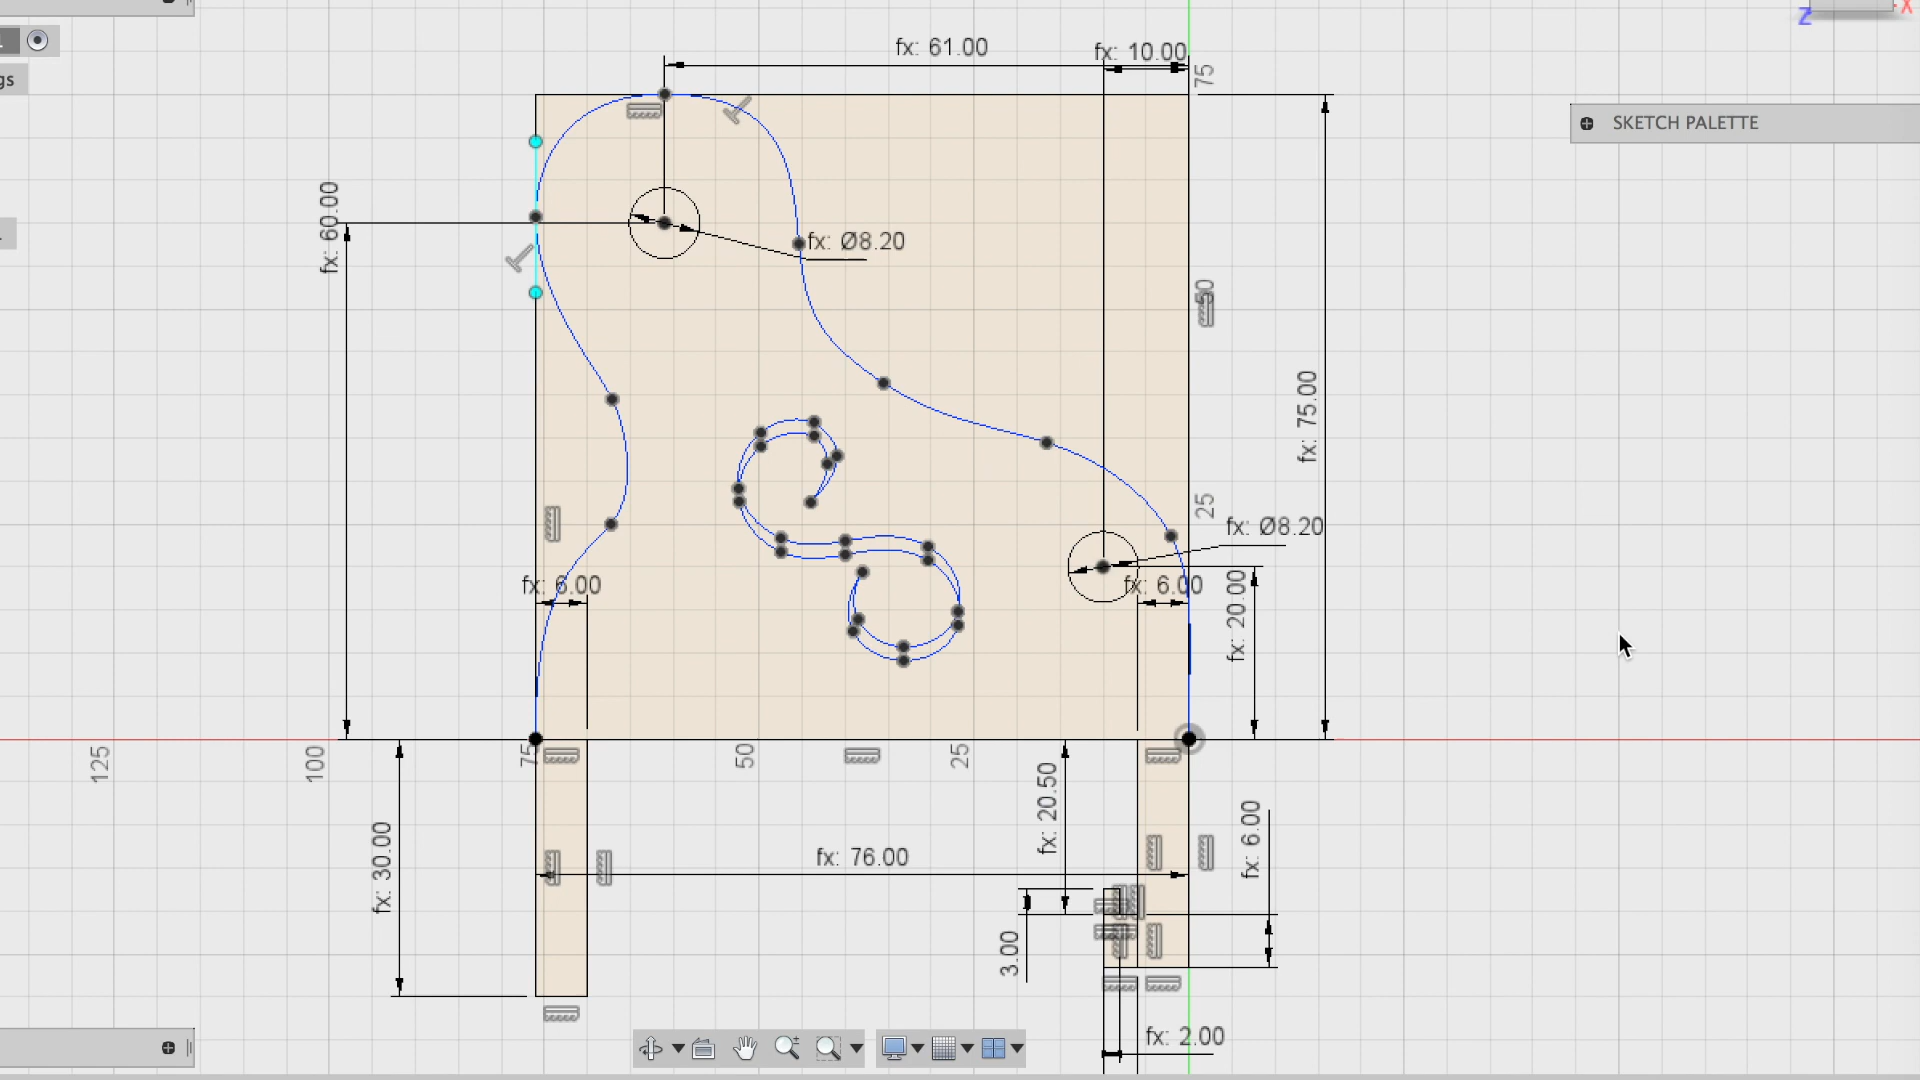 Z
X
fx: 61.00
fx: 10.00
75
gs
SKETCH PALETTE
fx: 60.00
fx: Ø8.20
50
fx: 75.00
25
fx: Ø8.20
fx: 6.00
fx: 6.00
fx: 20.00
125
100
75
50
25
fx: 20.50
fx: 30.00
fx: 76.00
fx: 6.00
3.00
fx: 2.00